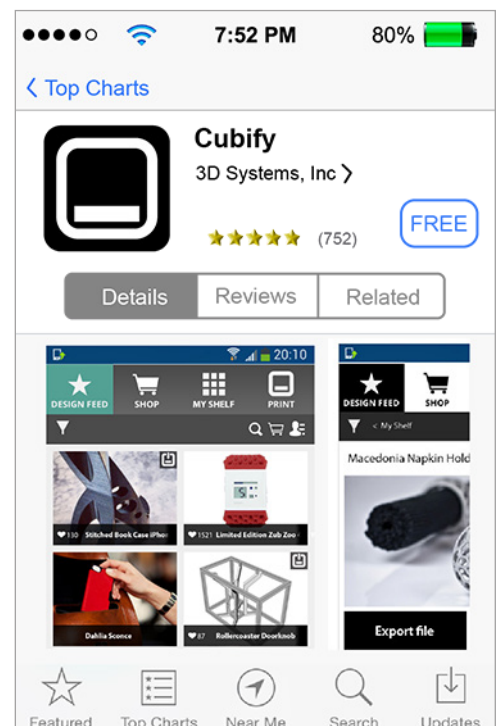 7:52 PM 80%
Top Charts
Cubify
3D Systems, Inc
(752)
FREE
Details Reviews Related
20:10
DESIGN FEED SHOP MY SHELF PRINT
DESIGN FEED SHOP
< My Shelf
Macedonia Napkin Hold
130 Stitched Book Case iPhon
1521 Limited Edition Zub Zoo
Dahlia Sconce
87 Rollercoaster Doorknob
Export file
Featured Top Charts Near Me Search Updates